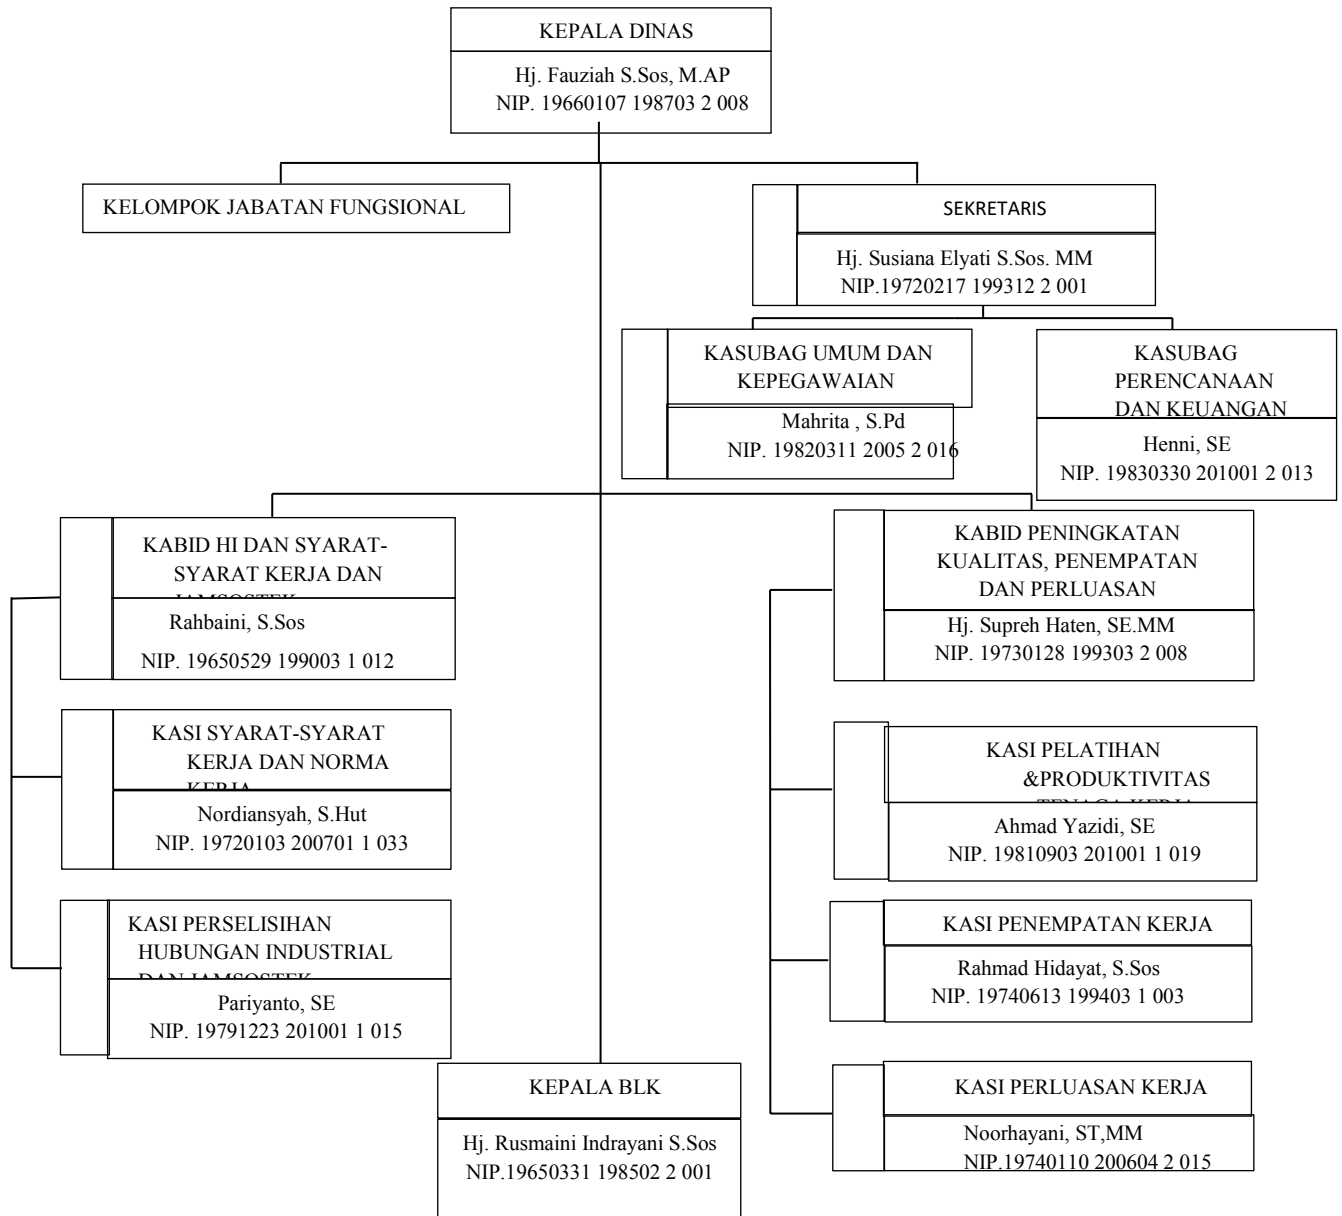 KEPALA DINAS
Hj. Fauziah S.Sos, M.AP
NIP. 19660107 198703 2 008
KELOMPOK JABATAN FUNGSIONAL
SEKRETARIS
Hj. Susiana Elyati S.Sos. MM
NIP.19720217 199312 2 001
KASUBAG UMUM DAN
KEPEGAWAIAN
Mahrita , S.Pd
NIP. 19820311 2005 2 016
KASUBAG
PERENCANAAN
DAN KEUANGAN
Henni, SE
NIP. 19830330 201001 2 013
KABID HI DAN SYARAT-
SYARAT KERJA DAN
JAMSOSTEK
Rahbaini, S.Sos
NIP. 19650529 199003 1 012
KASI SYARAT-SYARAT
KERJA DAN NORMA
KERJA
Nordiansyah, S.Hut
NIP. 19720103 200701 1 033
KASI PERSELISIHAN
HUBUNGAN INDUSTRIAL
DAN JAMSOSTEK
Pariyanto, SE
NIP. 19791223 201001 1 015
KABID PENINGKATAN
KUALITAS, PENEMPATAN
DAN PERLUASAN
Hj. Supreh Haten, SE.MM
NIP. 19730128 199303 2 008
KASI PELATIHAN
&PRODUKTIVITAS
TENAGA KERJA
Ahmad Yazidi, SE
NIP. 19810903 201001 1 019
KASI PENEMPATAN KERJA
Rahmad Hidayat, S.Sos
NIP. 19740613 199403 1 003
KASI PERLUASAN KERJA
Noorhayani, ST,MM
NIP.19740110 200604 2 015
KEPALA BLK
Hj. Rusmaini Indrayani S.Sos
NIP.19650331 198502 2 001